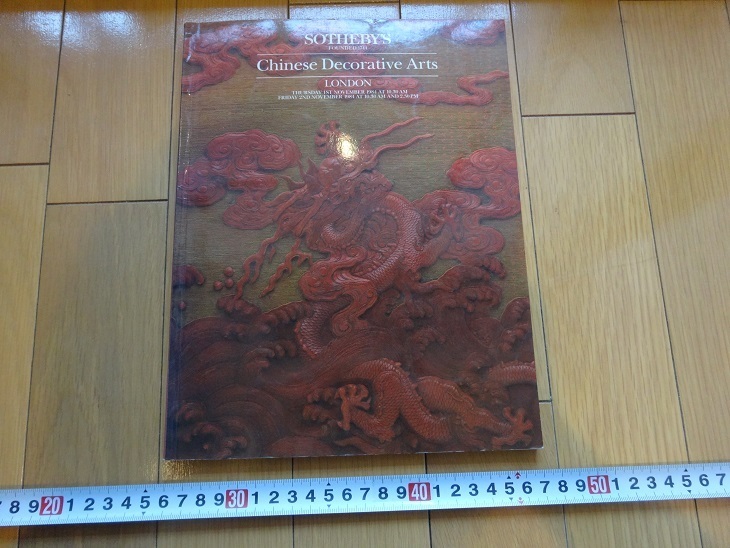 SOTHEBY'S
FOUNDED 1744
Chinese Decorative Arts
LONDON
THURSDAY 1ST NOVEMBER 1984 AT 10.30 AM
FRIDAY 2ND NOVEMBER 1984 AT 10.30 AM AND 2.30 PM
7 8 9 20 1 2 3 4 5 6 7 8 9 30 1 2 3 4 5 6 7 8 9 40 1 2 3 4 5 6 7 8 9 50 1 2 3 4 5 6 7